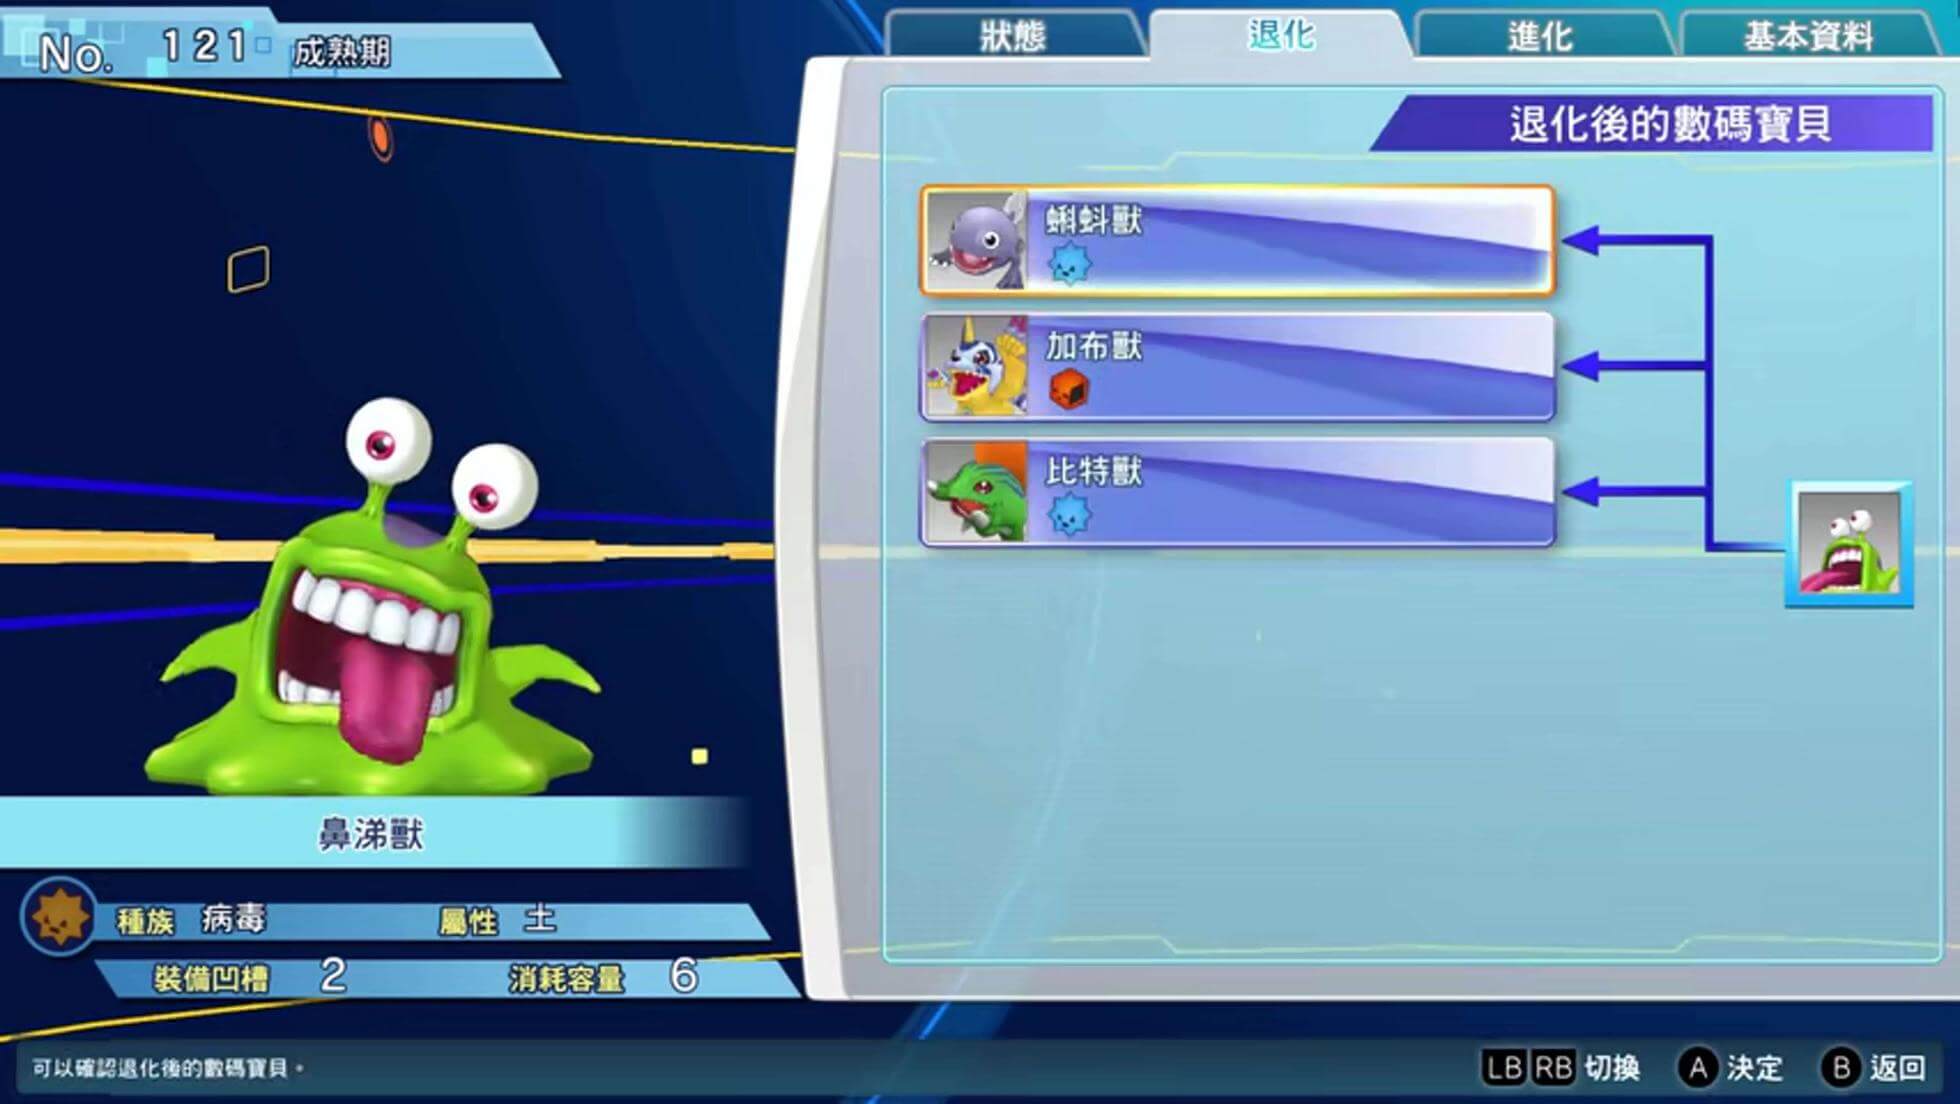 No. 121 成熟期
狀態 退化 進化 基本資料
退化後的數碼寶貝
蝌蚪獸
加布獸
比特獸
鼻涕獸
種族 病毒 屬性 土
裝備凹槽 2 消耗容量 6
可以確認退化後的數碼寶貝。
LB RB 切換 A 決定 B 返回